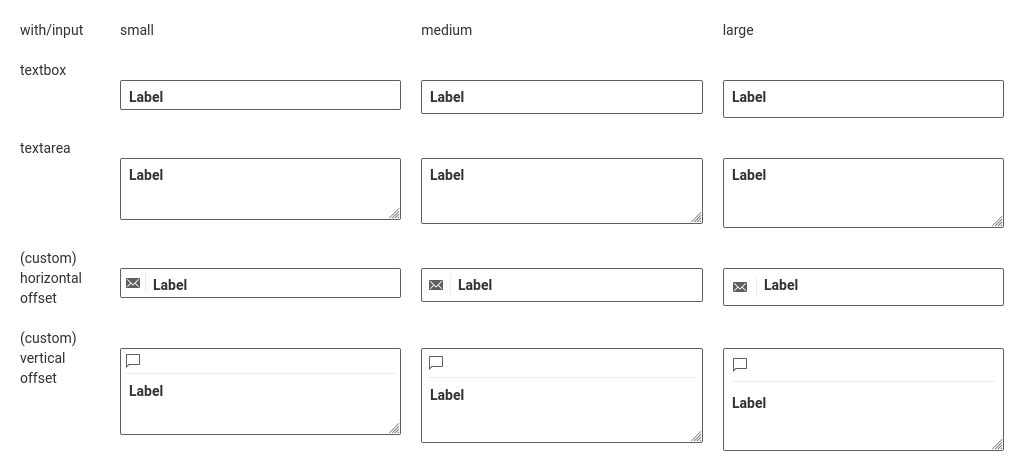 with/input small medium large
textbox
Label Label Label
textarea
Label Label Label
(custom)
horizontal
offset
Label Label Label
(custom)
vertical
offset
Label Label Label